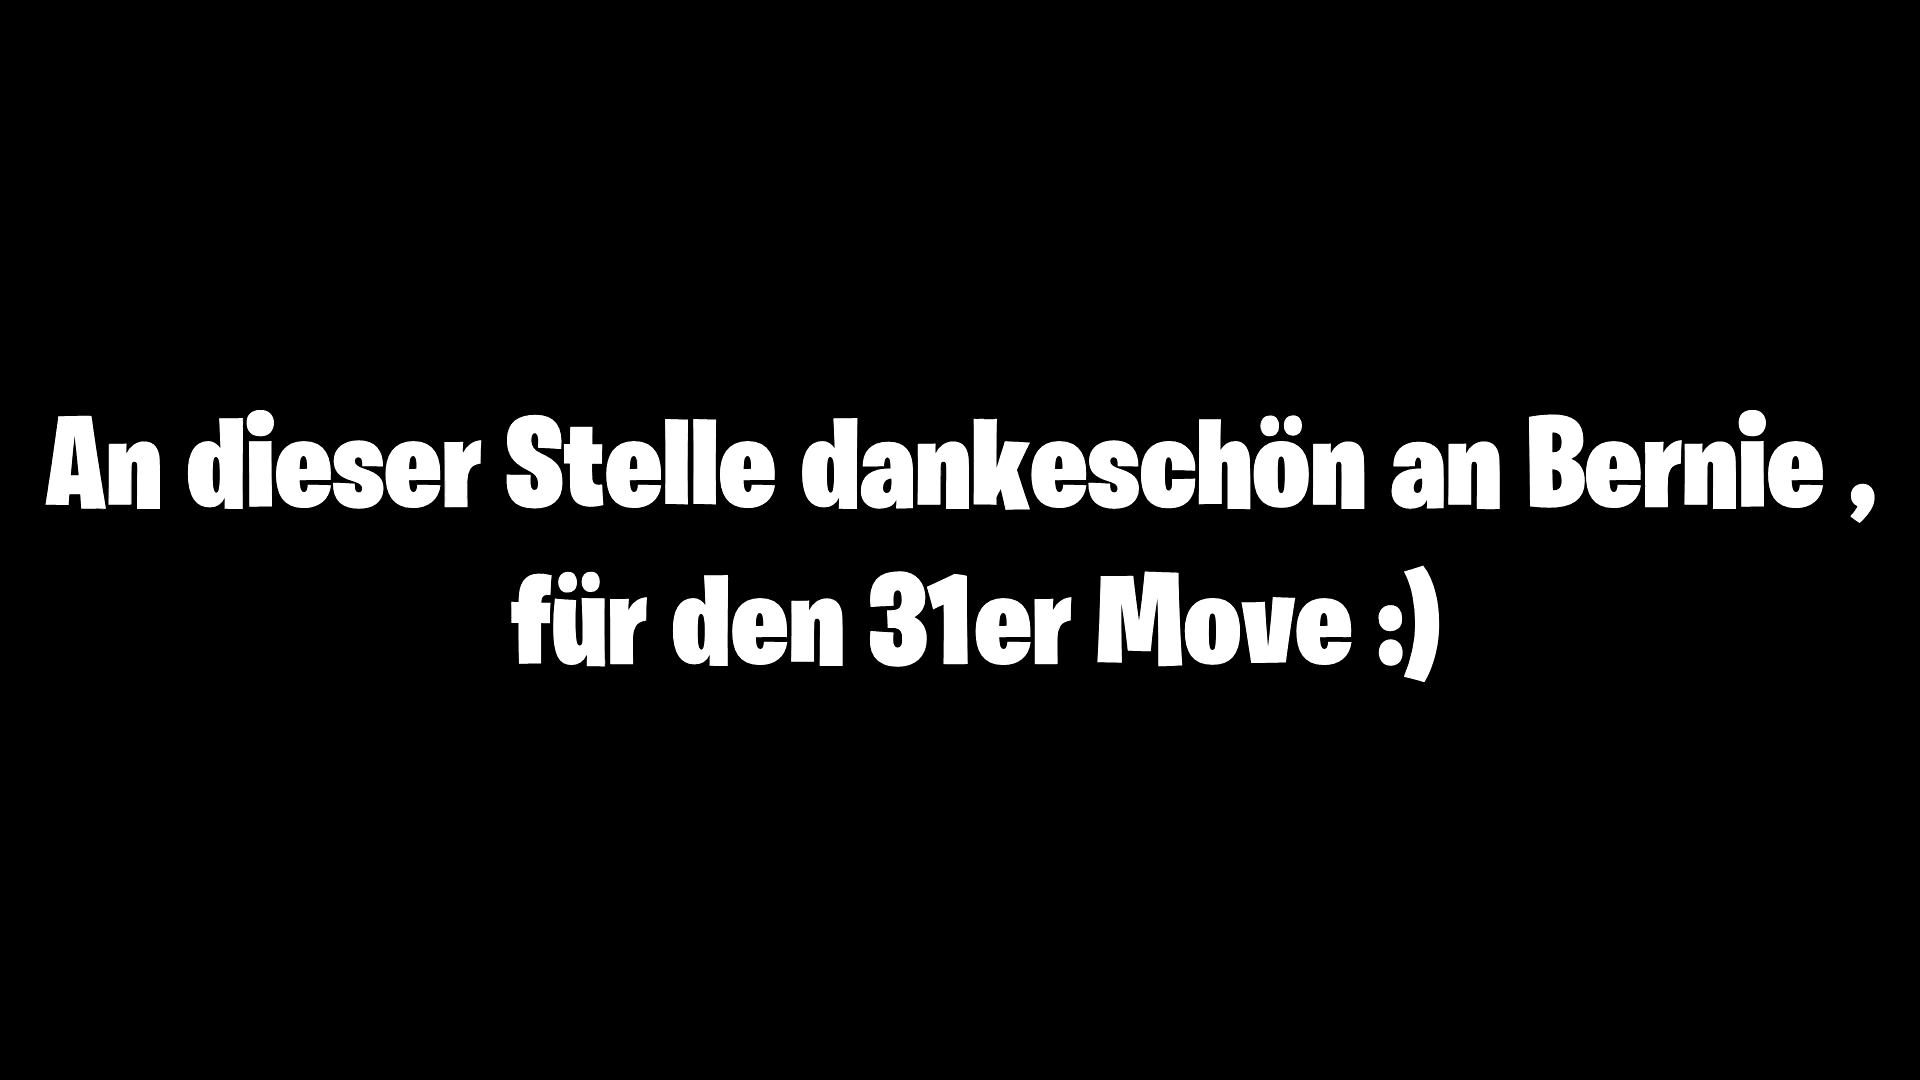 An dieser Stelle dankeschön an Bernie ,
für den 31er Move :)